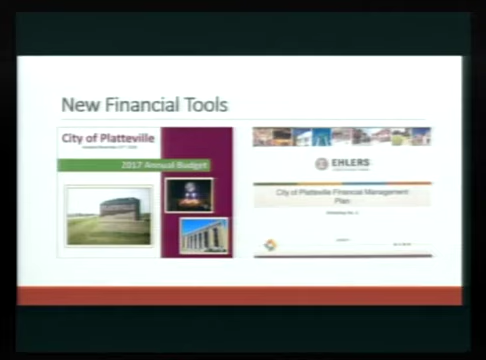 New Financial Tools
City of Platteville
2017 Annual Budget
EHLERS
City of Platteville Financial Management
Plan